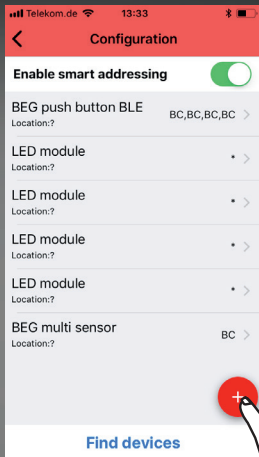 Telekom.de 13:33
Configuration
Enable smart addressing
BEG push button BLE BC,BC,BC,BC
Location:?
LED module *
Location:?
LED module *
Location:?
LED module *
Location:?
LED module *
Location:?
BEG multi sensor BC
Location:?
+
Find devices